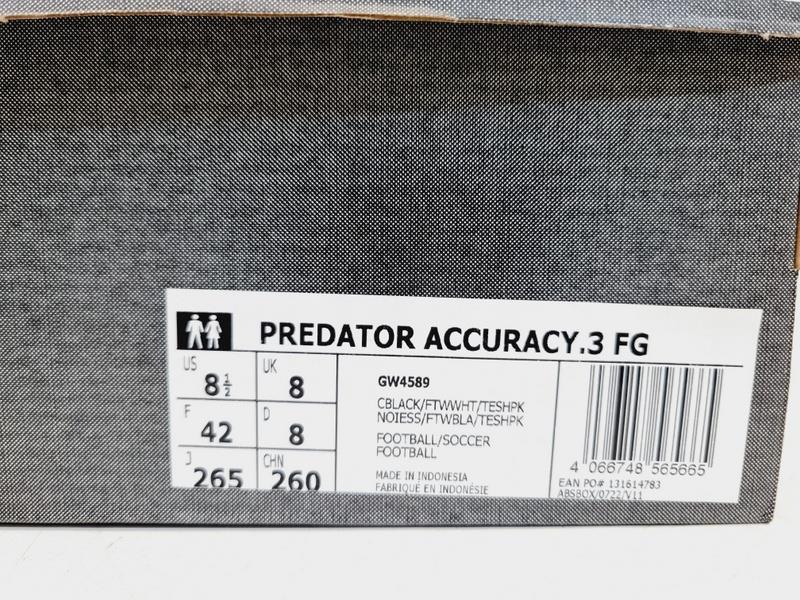 PREDATOR ACCURACY.3 FG
US 8 1/2 UK 8
F 42 D 8
J 265 CHN 260
GW4589
CBLACK/FTWWHT/TESHPK
NOIESS/FTWBLA/TESHPK
FOOTBALL/SOCCER
FOOTBALL
MADE IN INDONESIA
FABRIQUÉ EN INDONÉSIE
4 066748 565665
EAN PO# 131614783
ABSBOX/0722/V11